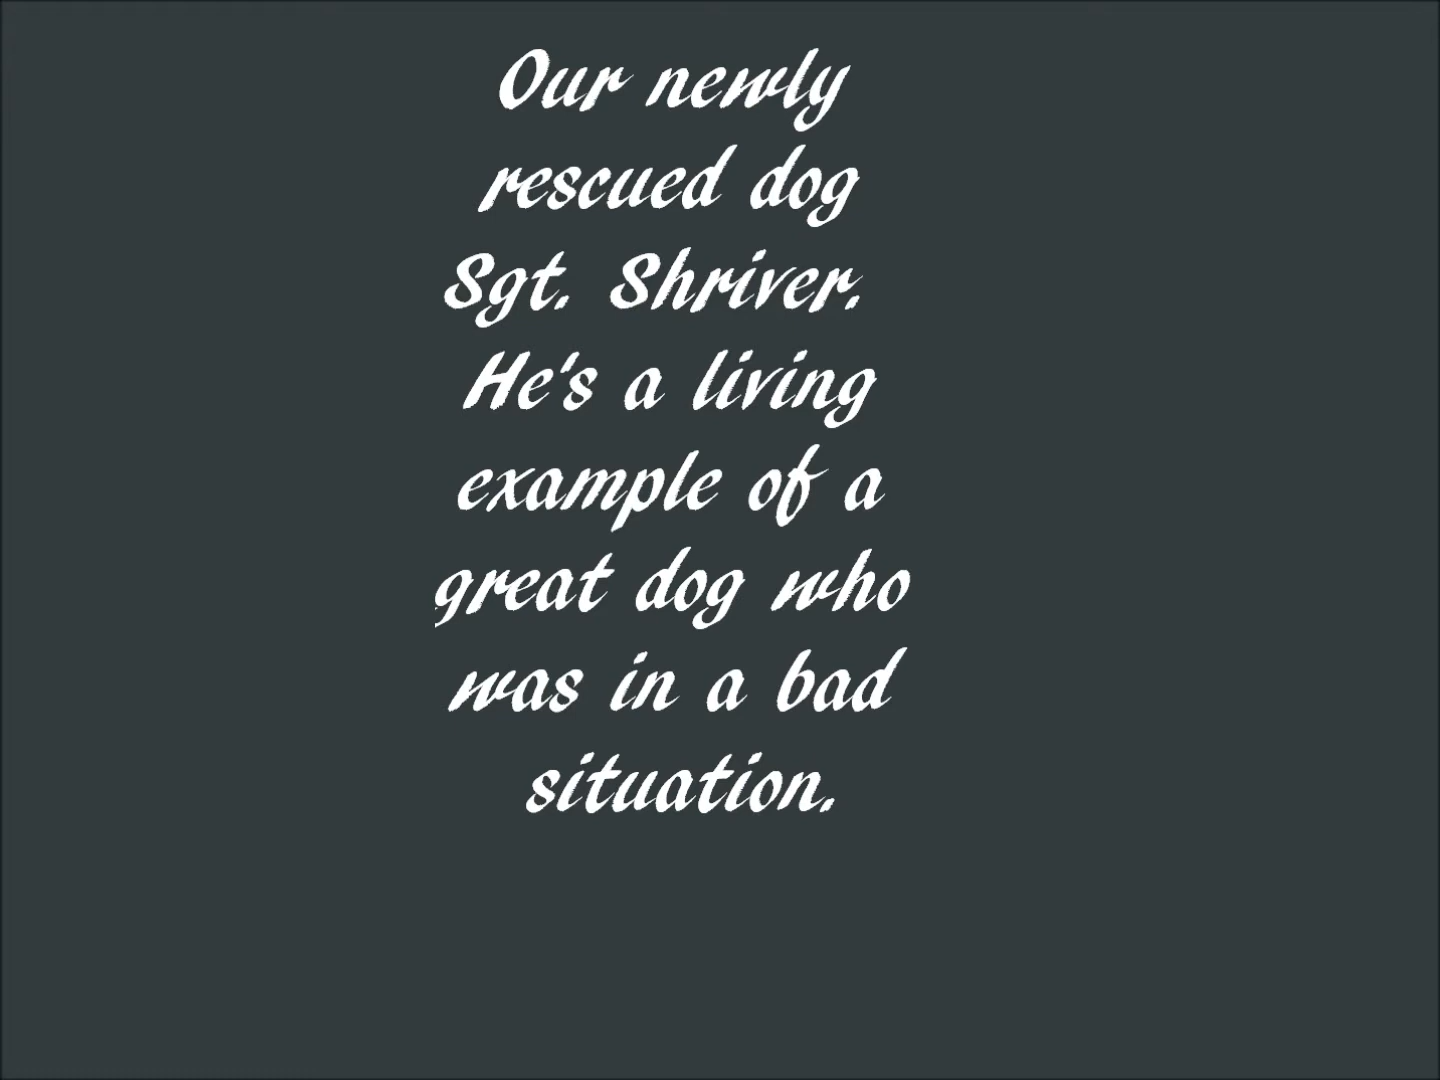 Our newly
rescued dog
Sgt. Shriver.
He's a living
example of a
great dog who
was in a bad
situation.